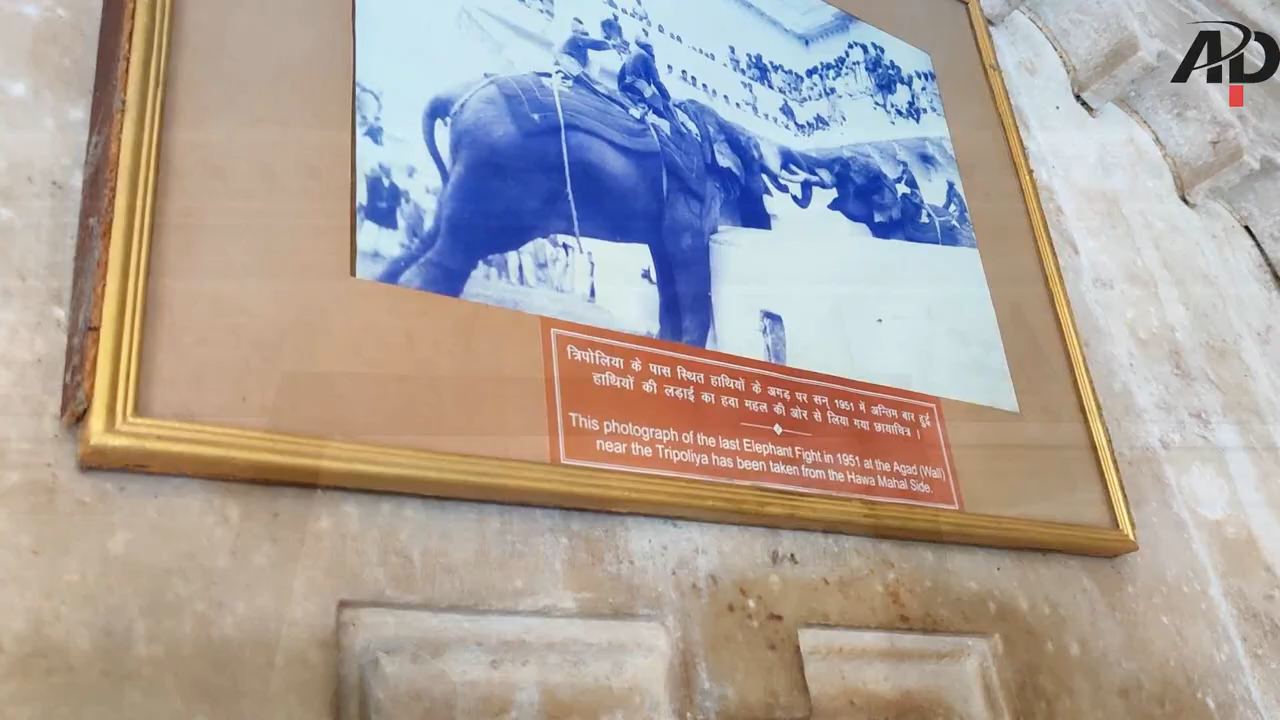 AP
त्रिपोलिया के पास स्थित हाथियों के अगड़ पर सन् 1951 में अन्तिम बार हुई
हाथियों की लड़ाई का हवा महल की ओर से लिया गया छायाचित्र ।
This photograph of the last Elephant Fight in 1951 at the Agad (Wall)
near the Tripoliya has been taken from the Hawa Mahal Side.